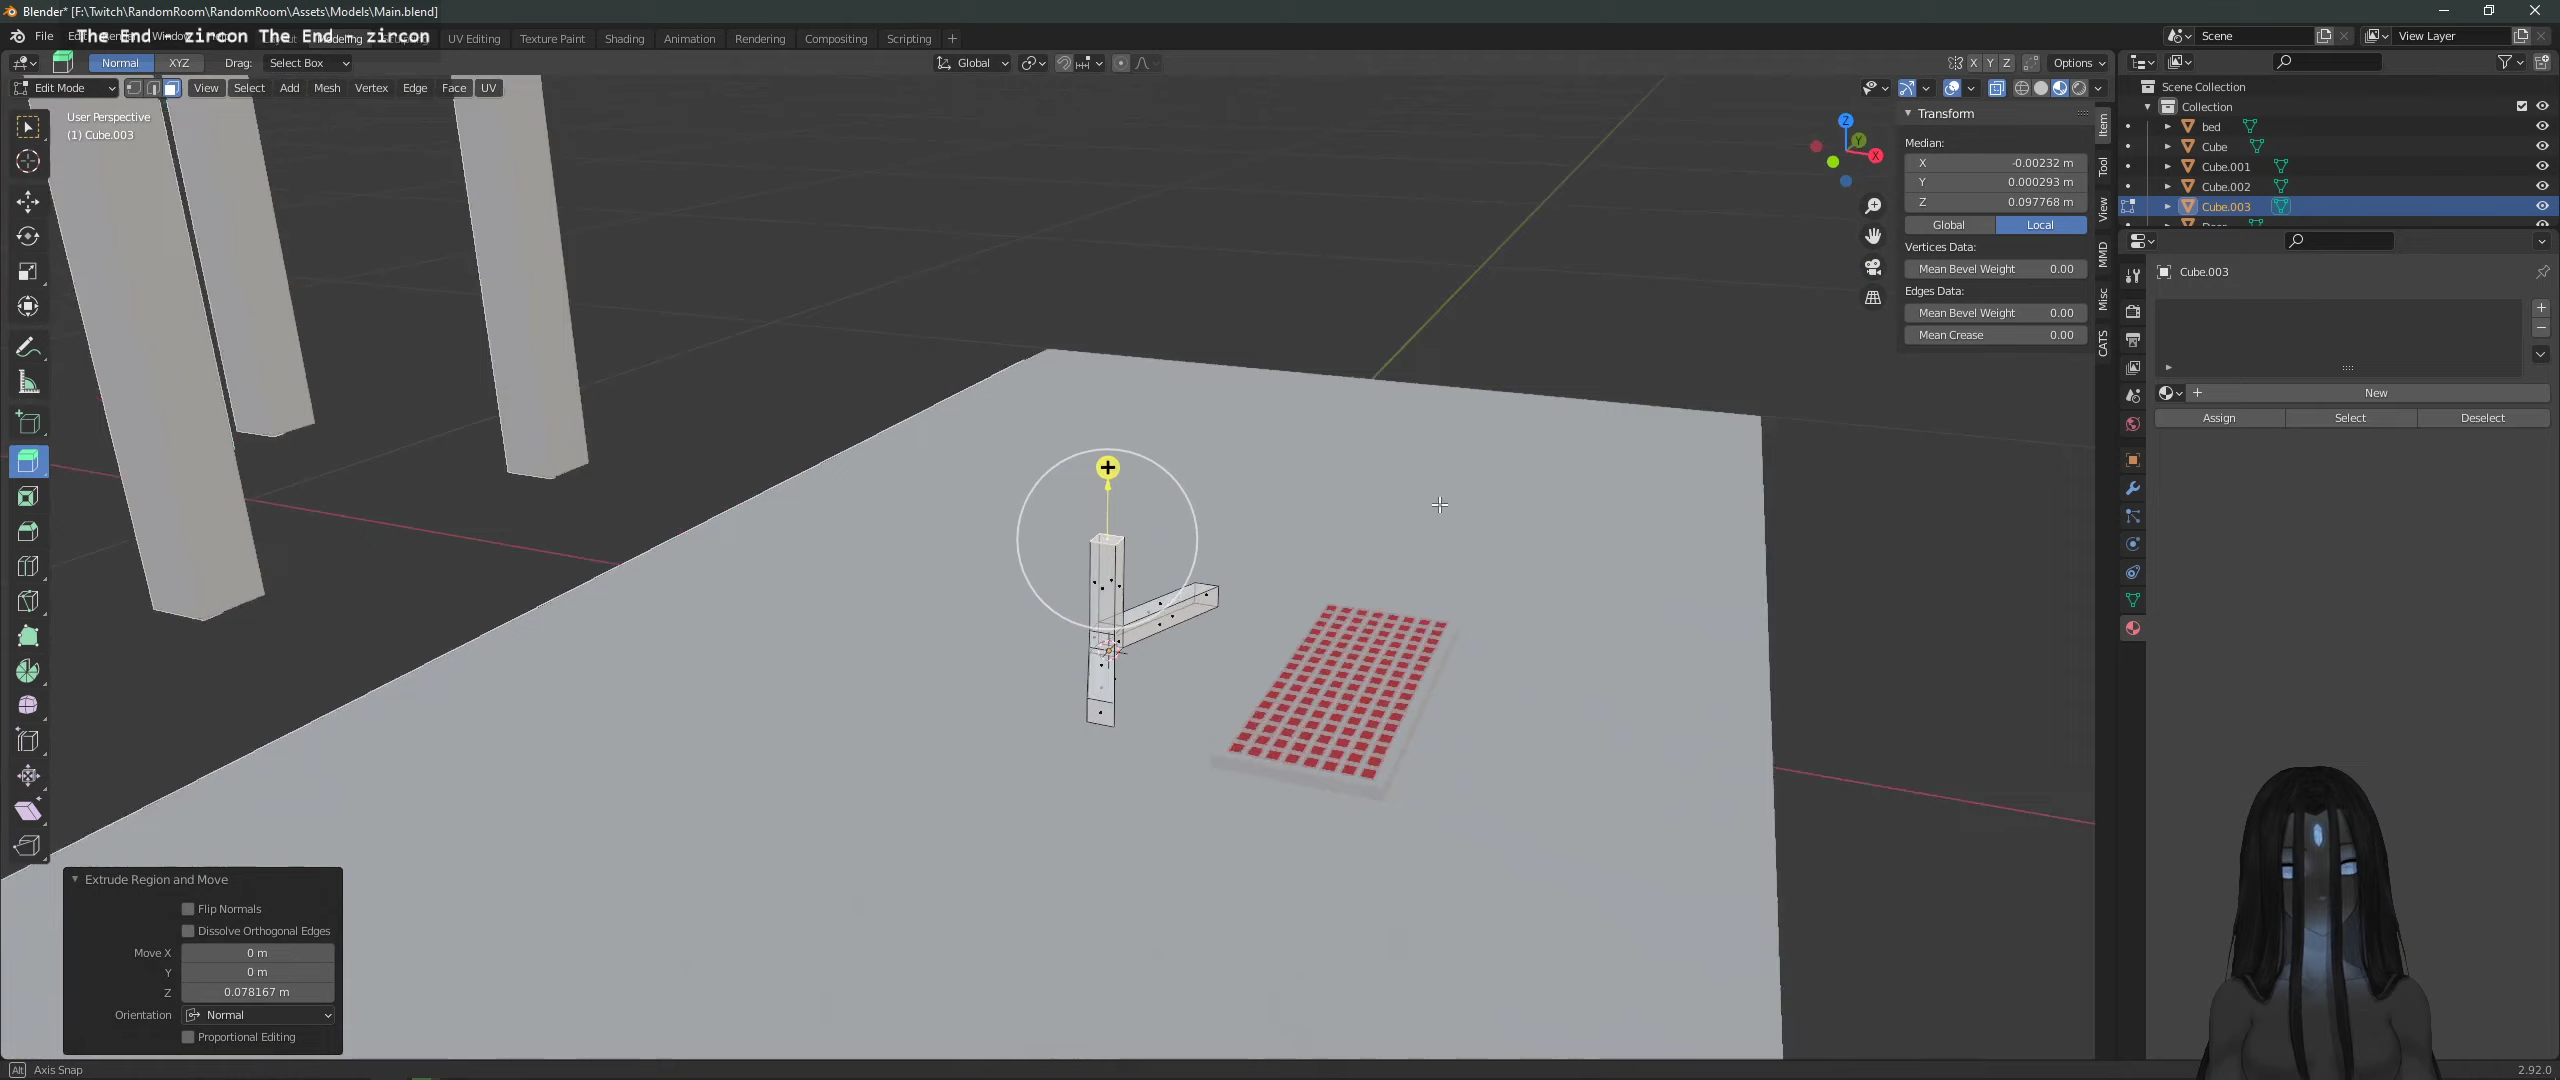 Blender* [F:\Twitch\RandomRoom\RandomRoom\Assets\Models\Main.blend]
File
The End - zircon The End - zircon
UV Editing Texture Paint Shading Animation Rendering Compositing Scripting
Scene
View Layer
Normal XYZ Drag: Select Box
Global
X Y Z Options
Edit Mode View Select Add Mesh Vertex Edge Face UV
User Perspective
(1) Cube.003
Z
Y
X
Transform
Median:
X -0.00232 m
Y 0.000293 m
Z 0.097768 m
Global Local
Vertices Data:
Mean Bevel Weight 0.00
Edges Data:
Mean Bevel Weight 0.00
Mean Crease 0.00
Item
Tool
View
MMD
Misc
CATS
Scene Collection
Collection
bed
Cube
Cube.001
Cube.002
Cube.003
Cube.003
New
Assign Select Deselect
Extrude Region and Move
Flip Normals
Dissolve Orthogonal Edges
Move X 0 m
Y 0 m
Z 0.078167 m
Orientation Normal
Proportional Editing
Alt Axis Snap
2.92.0